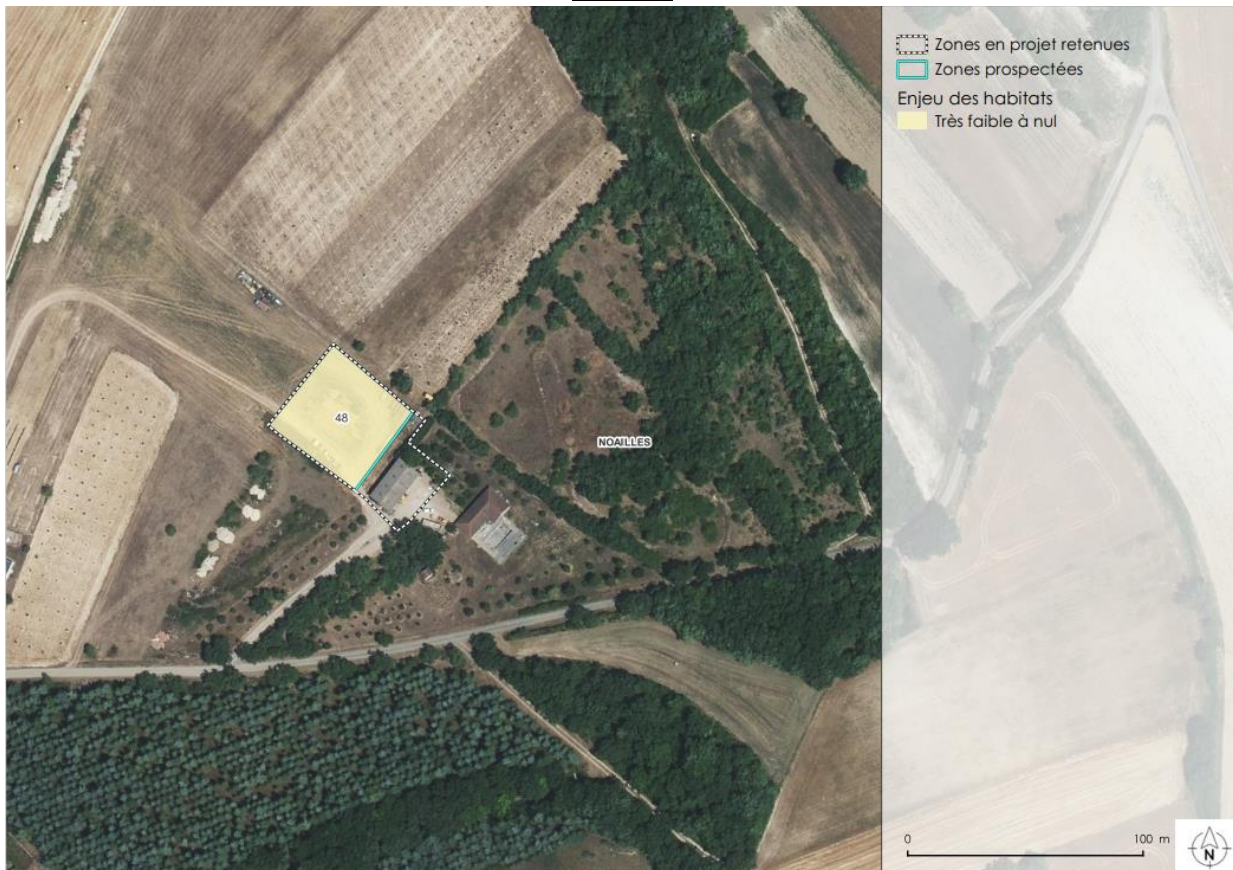 Zones en projet retenues
Zones prospectées
Enjeu des habitats
Très faible à nul
48
NOAILLES
0 100 m
N